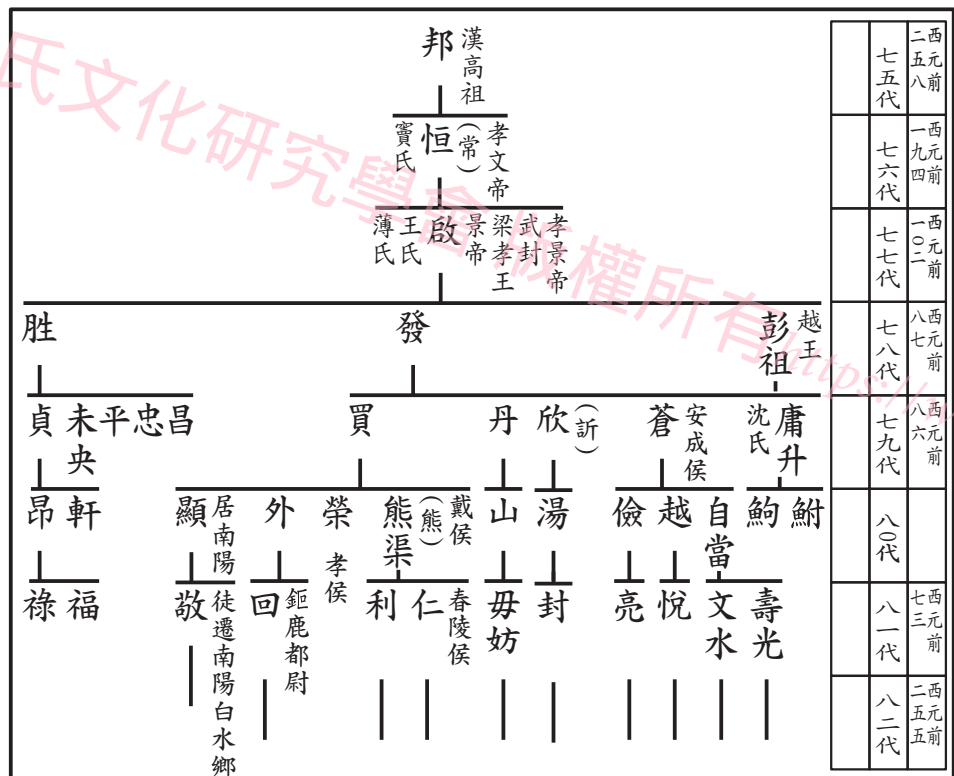 西元前二五八
七五代
漢高祖
邦
西元前一九四
七六代
孝文帝
恒(常)
竇氏
西元前一〇二
七七代
孝景帝
武封
梁孝王
景帝
啟
王氏
薄氏
西元前八七
七八代
越王
彭祖
發
胜
西元前八六
七九代
庸升
沈氏
安成侯
蒼
欣(訢)
丹
買
昌
忠
平
未央
貞
八〇代
鮒
鮈
自當
越
儉
湯
山
戴侯
熊渠(熊)
榮
孝侯
外
居南陽
顯
軒
昂
西元前七三
八一代
壽光
文水
悅
亮
封
毋妨
春陵侯
仁
利
鉅鹿都尉
回
徒遷南陽白水鄉
敬
福
祿
西元前二五五
八二代
氏文化研究學會 版權所有 https://w